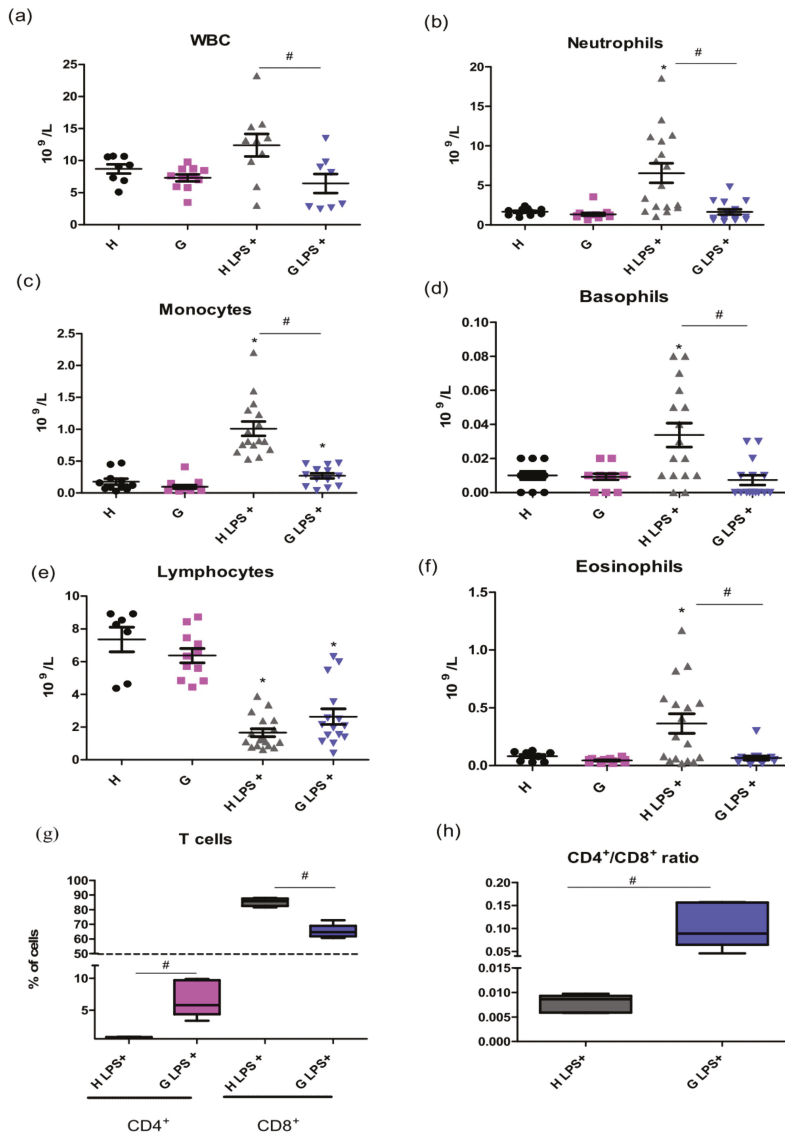 (a)
WBC
#
25
20
15
10
5
0
10 9 /L
H
G
H LPS +
G LPS +
(b)
Neutrophils
*
#
20
15
10
5
0
10 9 /L
H
G
H LPS +
G LPS +
(c)
Monocytes
#
*
*
2.5
2.0
1.5
1.0
0.5
0.0
10 9 /L
H
G
H LPS +
G LPS +
(d)
Basophils
#
*
0.10
0.08
0.06
0.04
0.02
0.00
10 9 /L
H
G
H LPS +
G LPS +
(e)
Lymphocytes
*
*
10
8
6
4
2
0
10 9 /L
H
G
H LPS +
G LPS +
(f)
Eosinophils
*
#
1.5
1.0
0.5
0.0
10 9 /L
H
G
H LPS +
G LPS +
(g)
T cells
#
#
100
90
80
70
60
50
10
5
% of cells
H LPS+
G LPS+
H LPS +
G LPS+
CD4+
CD8+
(h)
CD4+/CD8+ ratio
#
0.20
0.15
0.10
0.05
0.015
0.010
0.005
0.000
H LPS+
G LPS+